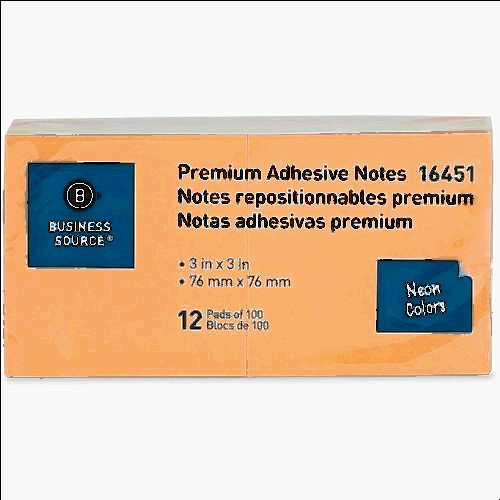 B
BUSINESS
SOURCE®
Premium Adhesive Notes 16451
Notes repositionnables premium
Notas adhesivas premium
• 3 in x 3 in
• 76 mm x 76 mm
12 Pads of 100
Blocs de 100
Neon
Colors